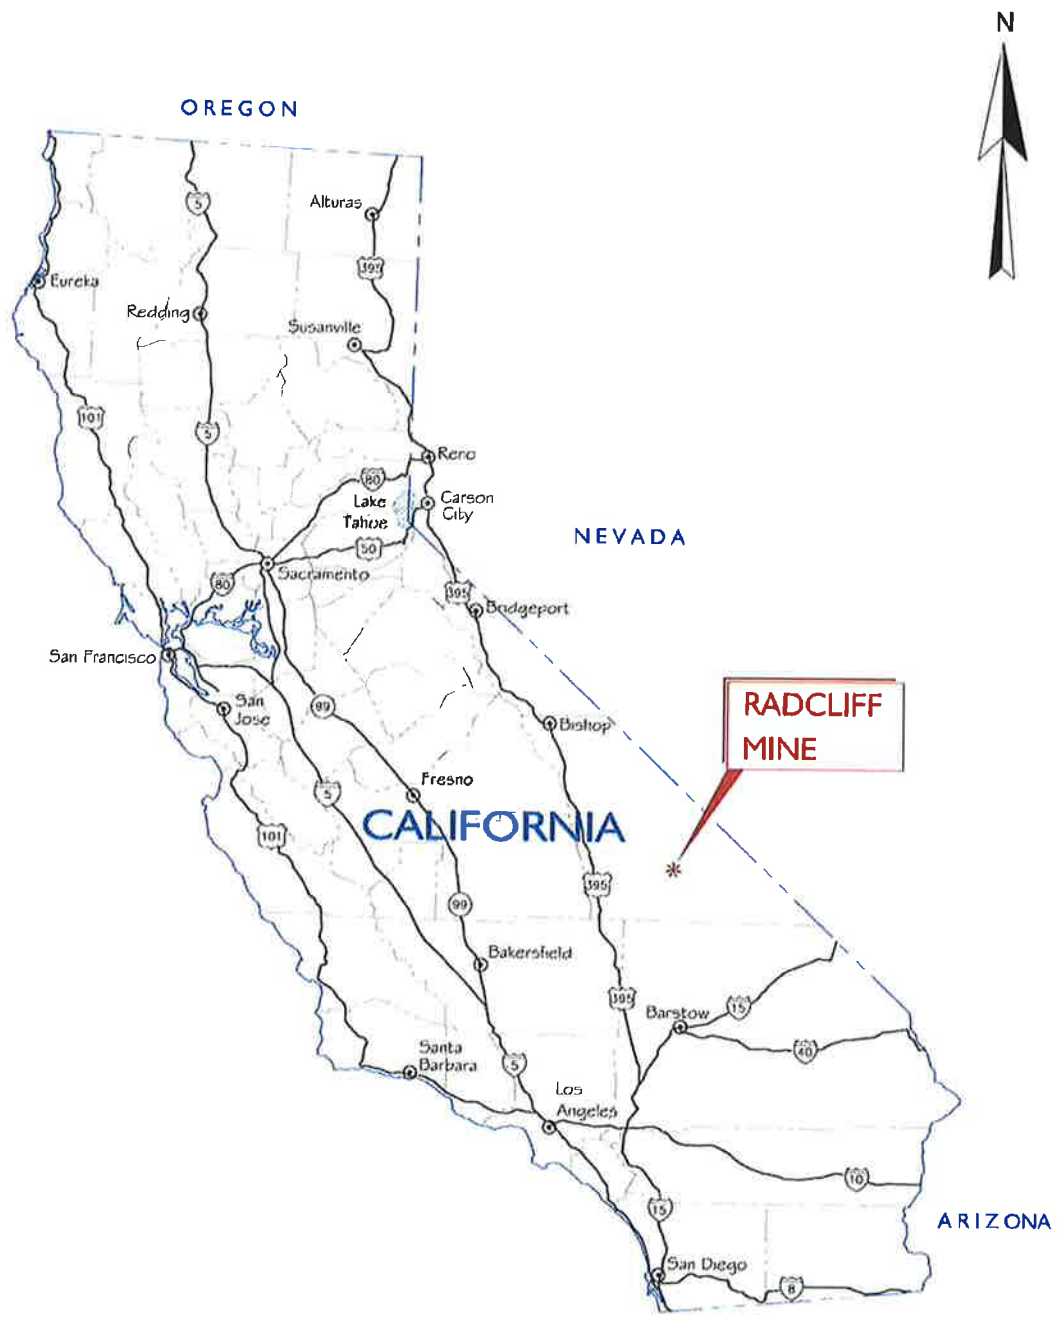 N
OREGON
5
Alturas
395
Eureka
Redding
Susanville
101
5
Reno
80
Lake
Tahoe
Carson
City
NEVADA
50
Sacramento
80
395
Bridgeport
San Francisco
San
Jose
99
RADCLIFF
MINE
Bishop
Fresno
5
CALIFORNIA
101
395
99
Bakersfield
395
Barstow
15
40
Santa
Barbara
5
Los
Angeles
10
15
ARIZONA
San Diego
8